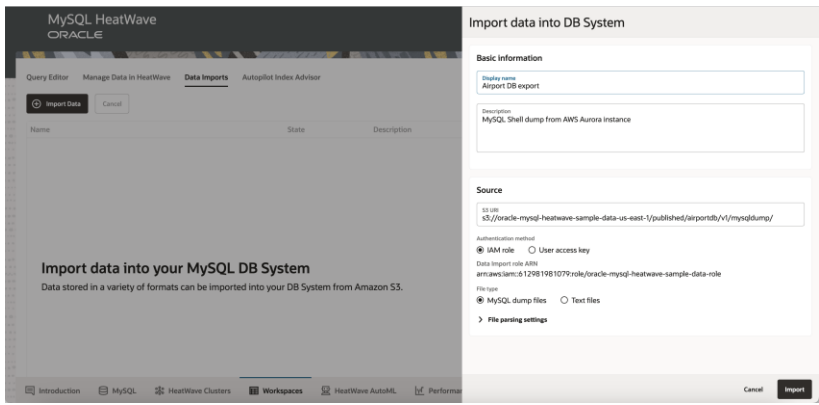 MySQL HeatWave
ORACLE
Query Editor Manage Data in HeatWave Data Imports Autopilot Index Advisor
Import Data Cancel
Name State Description
Import data into your MySQL DB System
Data stored in a variety of formats can be imported into your DB System from Amazon S3.
Introduction MySQL HeatWave Clusters Workspaces HeatWave AutoML Performa
Import data into DB System
Basic information
Display name
Airport DB export
Description
MySQL Shell dump from AWS Aurora instance
Source
S3 URI
s3://oracle-mysql-heatwave-sample-data-us-east-1/published/airportdb/v1/mysqldump/
Authentication method
IAM role User access key
Data Import role ARN
arn:aws:iam::612981981079:role/oracle-mysql-heatwave-sample-data-role
File type
MySQL dump files Text files
File parsing settings
Cancel Import